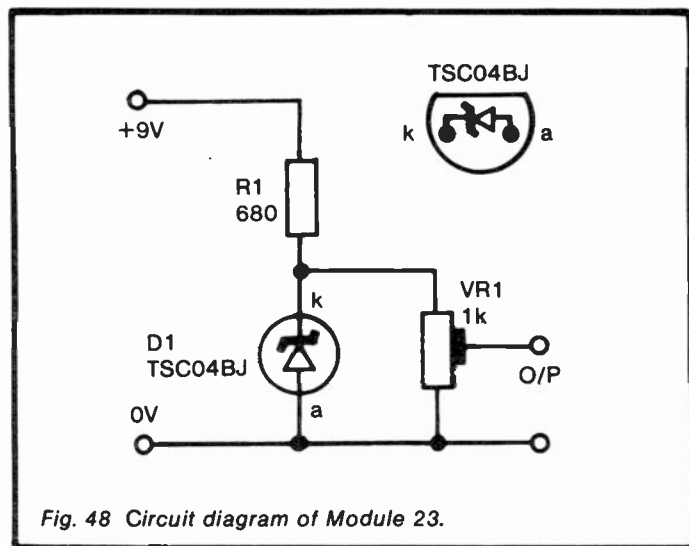 TSC04BJ
k
a
+9V
R1
680
k
VR1
1k
D1
TSC04BJ
O/P
a
0V
Fig. 48 Circuit diagram of Module 23.